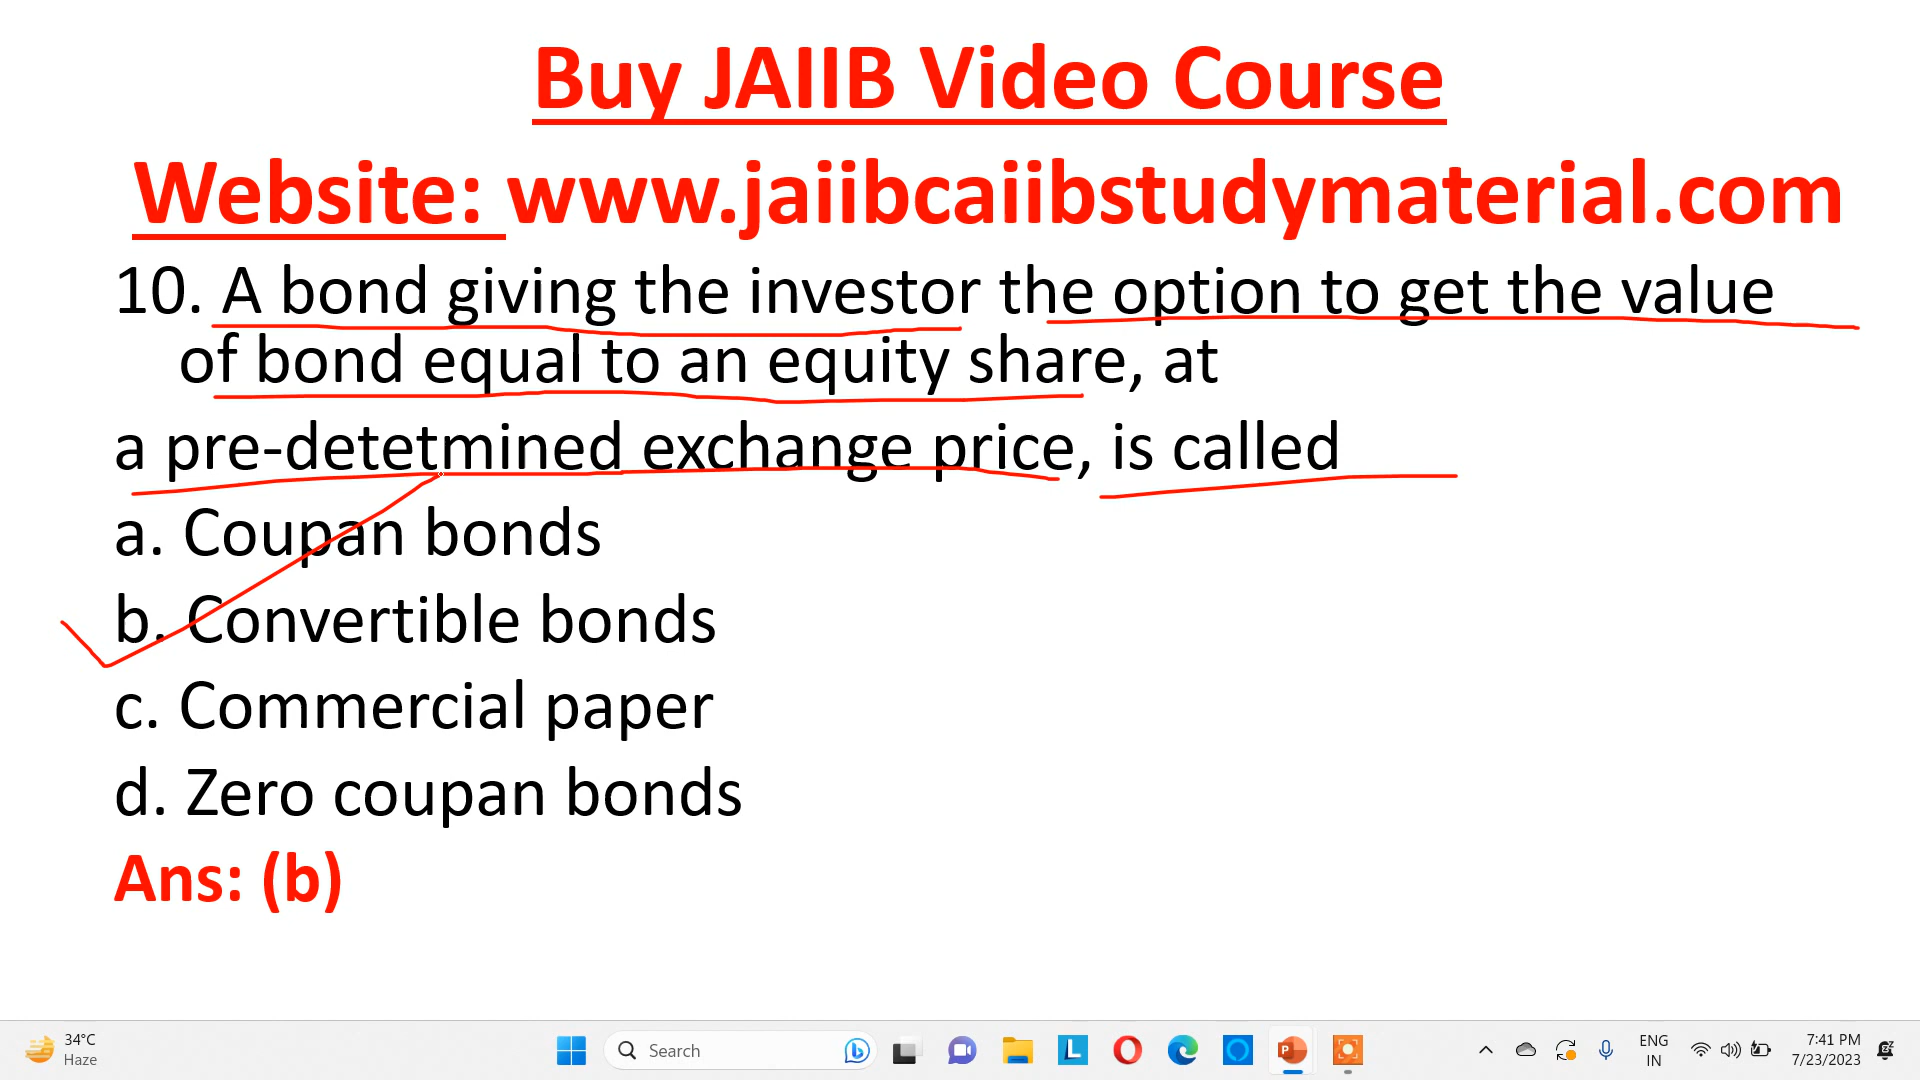 Buy JAIIB Video Course
Website: www.jaiibcaiibstudymaterial.com
10. A bond giving the investor the option to get the value
of bond equal to an equity share, at
a pre-detetmined exchange price, is called
a. Coupan bonds
b. Convertible bonds
c. Commercial paper
d. Zero coupan bonds
Ans: (b)
34°C
Haze
Search
ENG
IN
7:41 PM
7/23/2023